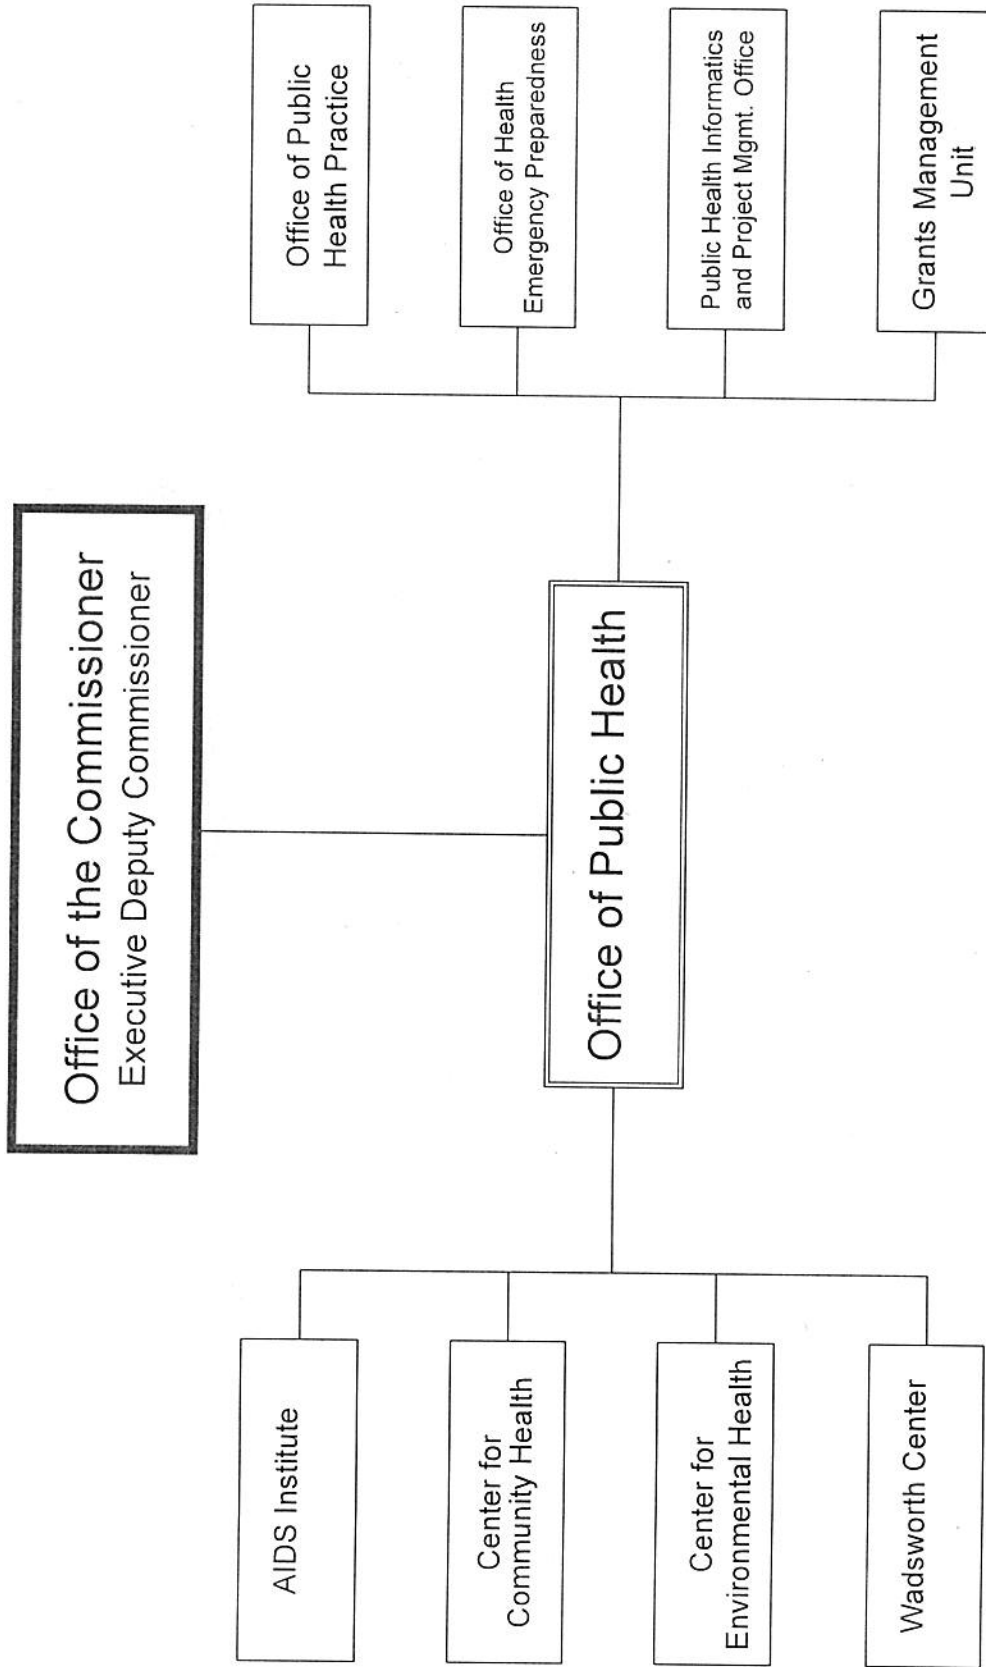 Office of the Commissioner
Executive Deputy Commissioner
Office of Public Health
AIDS Institute
Center for
Community Health
Center for
Environmental Health
Wadsworth Center
Office of Public
Health Practice
Office of Health
Emergency Preparedness
Public Health Informatics
and Project Mgmt. Office
Grants Management
Unit